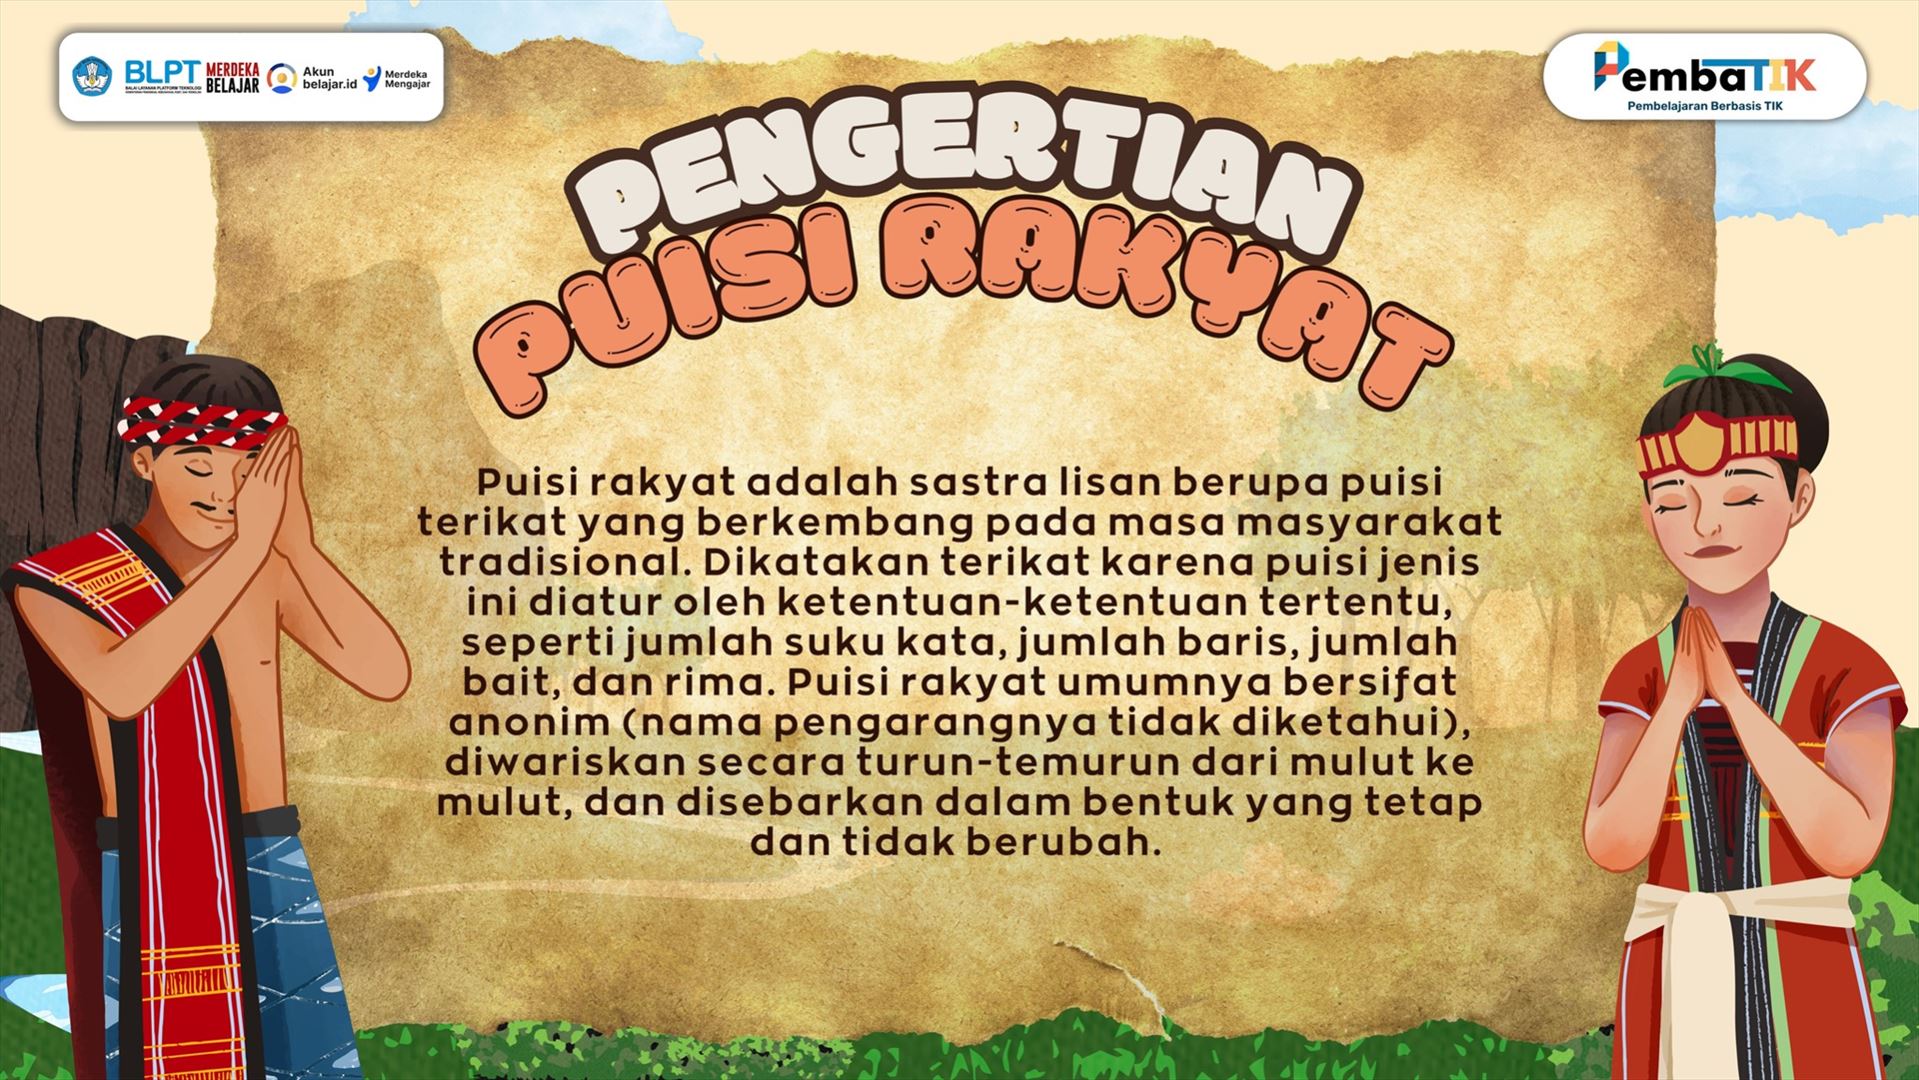 BLPT
BALAI LAYANAN PLATFORM TEKNOLOGI
MERDEKA
BELAJAR
Akun
belajar.id
Merdeka
Mengajar
PembaTIK
Pembelajaran Berbasis TIK
PENGERTIAN
PUISI RAKYAT
Puisi rakyat adalah sastra lisan berupa puisi
terikat yang berkembang pada masa masyarakat
tradisional. Dikatakan terikat karena puisi jenis
ini diatur oleh ketentuan-ketentuan tertentu,
seperti jumlah suku kata, jumlah baris, jumlah
bait, dan rima. Puisi rakyat umumnya bersifat
anonim (nama pengarangnya tidak diketahui),
diwariskan secara turun-temurun dari mulut ke
mulut, dan disebarkan dalam bentuk yang tetap
dan tidak berubah.